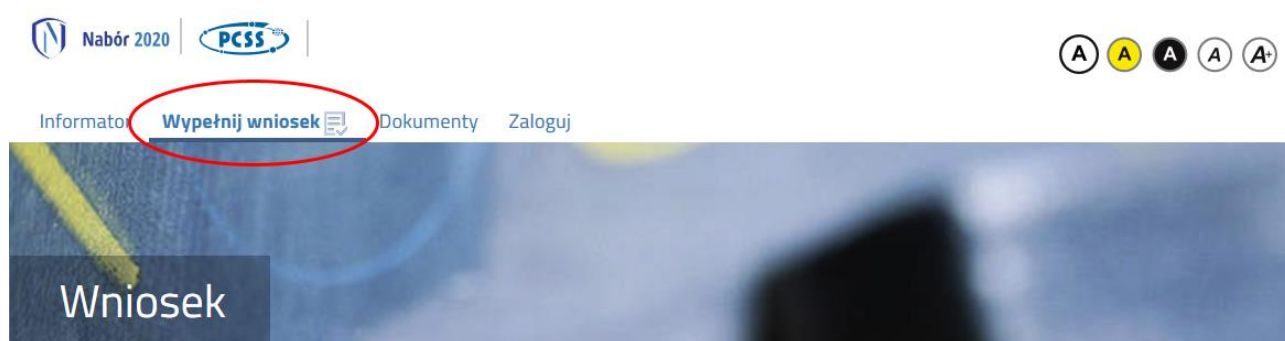 Nabór 2020 PCSS
A A A A A+
Informator Wypełnij wniosek Dokumenty Zaloguj
Wniosek